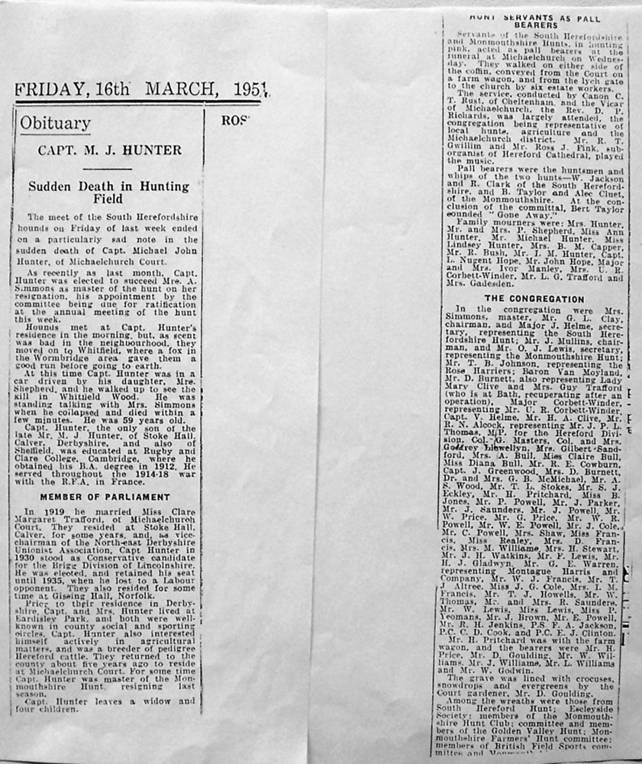 FRIDAY, 16th MARCH, 1951.
Obituary
ROS
CAPT. M. J. HUNTER
Sudden Death in Hunting
Field
The meet of the South Herefordshire
hounds on Friday of last week ended
on a particularly sad note in the
sudden death of Capt. Michael John
Hunter, of Michaelchurch Court.
As recently as last month, Capt.
Hunter was elected to succeed Mrs. A.
Simmons as master of the hunt on her
resignation, his appointment by the
committee being due for ratification
at the annual meeting of the hunt
this week.
Hounds met at Capt. Hunter's
residence in the morning, but, as scent
was bad in the neighbourhood, they
moved on to Whitfield, where a fox in
the Wormbridge area gave them a
good run before going to earth.
At this time Capt. Hunter was in a
car driven by his daughter, Mrs.
Shepherd, and he walked up to see the
kill in Whitfield Wood. He was
standing talking with Mrs. Simmons
when he collapsed and died within a
few minutes. He was 59 years old.
Capt. Hunter, the only son of the
late Mr. M. J. Hunter, of Stoke Hall,
Calver, Derbyshire, and also of
Sheffield, was educated at Rugby and
Clare College, Cambridge, where he
obtained his B.A. degree in 1912. He
served throughout the 1914-18 war
with the R.F.A. in France.
MEMBER OF PARLIAMENT
In 1919 he married Miss Clare
Margaret Trafford, of Michaelchurch
Court. They resided at Stoke Hall,
Calver, for some years, and, as vice-
chairman of the North-east Derbyshire
Unionist Association, Capt Hunter in
1930 stood as Conservative candidate
for the Brigg Division of Lincolnshire.
He was elected, and retained his seat
until 1935, when he lost to a Labour
opponent. They also resided for some
time at Gissing Hall, Norfolk.
Prior to their residence in Derby-
shire, Capt. and Mrs. Hunter lived at
Eardisley Park, and both were well-
known in county social and sporting
circles. Capt. Hunter also interested
himself actively in agricultural
matters, and was a breeder of pedigree
Hereford cattle. They returned to the
county about five years ago to reside
at Michaelchurch Court. For some time
Capt. Hunter was master of the Mon-
mouthshire Hunt, resigning last
season.
Capt. Hunter leaves a widow and
four children.
HUNT SERVANTS AS PALL
BEARERS
Servants of the South Herefordshire
and Monmouthshire Hunts, in hunting
pink, acted as pall bearers at the
funeral at Michaelchurch on Wednes-
day. They walked on either side of
the coffin, conveyed from the Court on
a farm wagon, and from the lych gate
to the church by six estate workers.
The service, conducted by Canon C.
T. Rust, of Cheltenham, and the Vicar
of Michaelchurch, the Rev. D. P.
Richards, was largely attended, the
congregation being representative of
local hunts, agriculture and the
Michaelchurch district. Mr. R. T.
Gwillim and Mr. Ross J. Fink, sub-
organist of Hereford Cathedral, played
the music.
Pall bearers were the huntsmen and
whips of the two hunts—W. Jackson
and R. Clark of the South Hereford-
shire, and B. Taylor and Alec Cluet,
of the Monmouthshire. At the con-
clusion of the committal, Bert Taylor
sounded "Gone Away."
Family mourners were: Mrs. Hunter,
Mr. and Mrs. P. Shepherd, Miss Ann
Hunter, Mr. Michael Hunter, Miss
Lindsey Hunter, Mrs. B. M. Capper,
Mr. R. Bush, Mr. I. M. Hunter, Capt.
L. Nugent Hope, Mr. John Hope, Major
and Mrs. Ivor Manley, Mrs. U. R.
Corbett-Winder, Mr. L. G. Trafford and
Mrs. Gadesden.
THE CONGREGATION
In the congregation were Mrs.
Simmons, master, Mr. G. L. Clay,
chairman, and Major J. Helme, secre-
tary, representing the South Here-
fordshire Hunt; Mr. J. Mullins, chair-
man, and Mr. O. J. Lewis, secretary,
representing the Monmouthshire Hunt;
Mr. T. B. Johnson, representing the
Rose Harriers; Baron Van Moyland,
Mr. D. Burnett, also representing Lady
Mary Clive and Mrs. Guy Trafford
(who is at Bath, recuperating after an
operation), Major Corbett-Winder,
representing Mr. U. R. Corbett-Winder,
Capt. V. Helme, Mr. H. A. Clive, Mr.
R. N. Alcock, representing Mr. J. P. L.
Thomas, M.P. for the Hereford Divi-
sion, Col. G. Masters, Col. and Mrs.
Godfrey Llewellyn, Mrs. Gilbert-Sand-
ford, Mrs. A. Bull, Miss Claire Bull,
Miss Diana Bull, Mr. R. E. Cowburn,
Capt. J. Greenwood, Mrs. D. Burnett,
Dr. and Mrs. G. B. McMichael, Mr. A.
S. Wood, Mr. T. L. Stokes, Mr. S. J.
Eckley, Mr. H. Pritchard, Miss B.
Jones, Mr. P. Powell, Mr. J. Parker,
Mr. J. Saunders, Mr. J. Powell, Mr.
W. Price, Mr. G. Price, Mr. W. R.
Powell, Mr. W. E. Powell, Mr. J. Cole,
Mr. C. Powell, Mrs. Shaw, Miss Fran-
cis, Miss Realey, Mrs. D. Fran-
cis, Mrs. M. Williams, Mrs. H. Stewart,
Mr. J. H. Watkins, Mr. F. Lewis, Mr.
H. J. Gladwyn, Mr. G. E. Warren,
representing Montague Harris and
Company, Mr. W. J. Francis, Mr. T.
J. Allree, Miss J. G. Cole, Mrs. I. M.
Francis, Mr. T. J. Howells, Mr. W.
Thomas, Mr. and Mrs. R. Saunders,
Mr. W. Lewis, Miss Lewis, Miss P.
Yeomans, Mr. J. Brown, Mr. E. Powell,
Mr. R. H. Jenkins, P.S. F. A. Jackson,
P.C. C. D. Cook, and P.C. E. J. Clinton.
Mr. H. Pritchard was with the farm
wagon, and the bearers were Mr. H.
Price, Mr. D. Goulding, Mr. W. Wil-
liams, Mr. J. Williams, Mr. L. Williams
and Mr. W. Godwin.
The grave was lined with crocuses,
snowdrops and evergreens by the
Court gardener, Mr. D. Goulding.
Among the wreaths were those from
South Hereford Hunt; Escleyside
Society; members of the Monmouth-
shire Hunt Club; committee and mem-
bers of the Golden Valley Hunt; Mon-
mouthshire Farmers' Hunt committee;
members of British Field Sports com-
mittee and